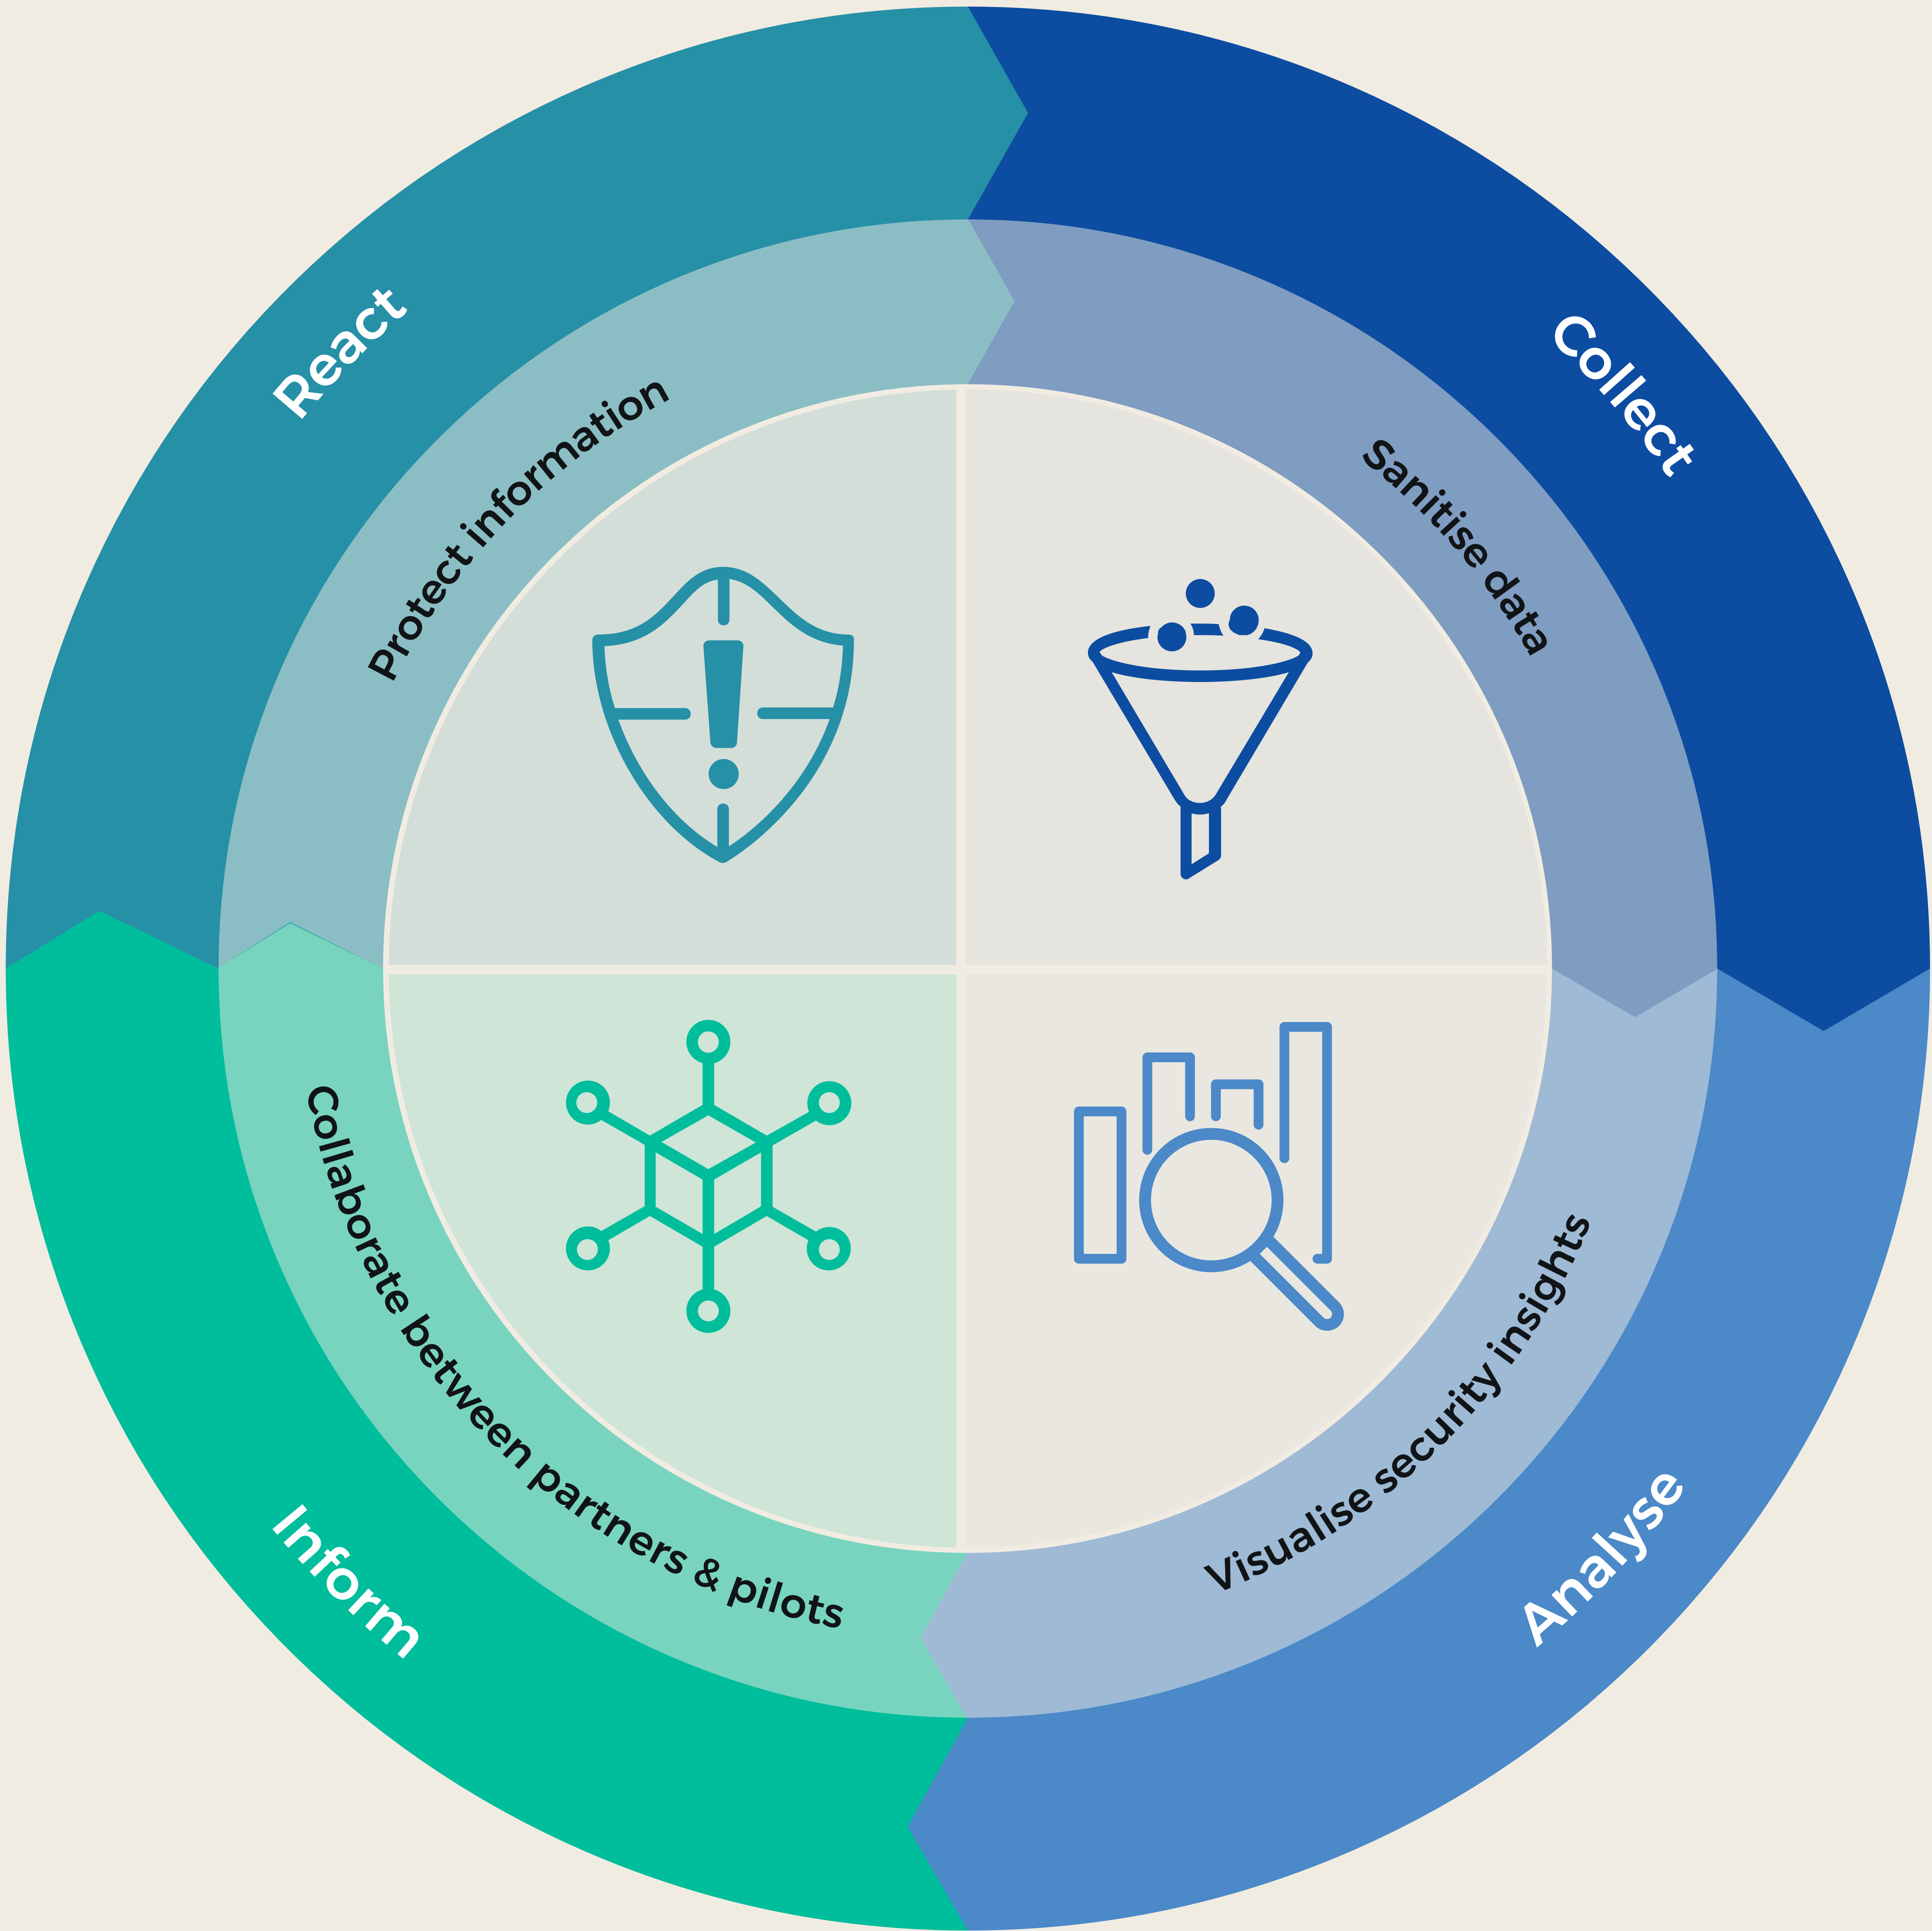 React
Protect information
Collect
Sanitise data
Analyse
Visualise security insights
Inform
Collaborate between partners & pilots